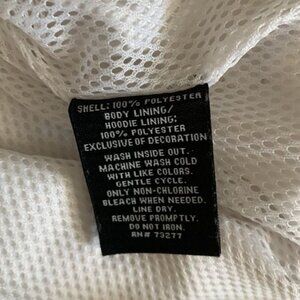 SHELL: 100% POLYESTER
BODY LINING/
HOODIE LINING:
100% POLYESTER
EXCLUSIVE OF DECORATION
WASH INSIDE OUT.
MACHINE WASH COLD
WITH LIKE COLORS.
GENTLE CYCLE.
ONLY NON-CHLORINE
BLEACH WHEN NEEDED.
LINE DRY.
REMOVE PROMPTLY.
DO NOT IRON.
RN# 79277